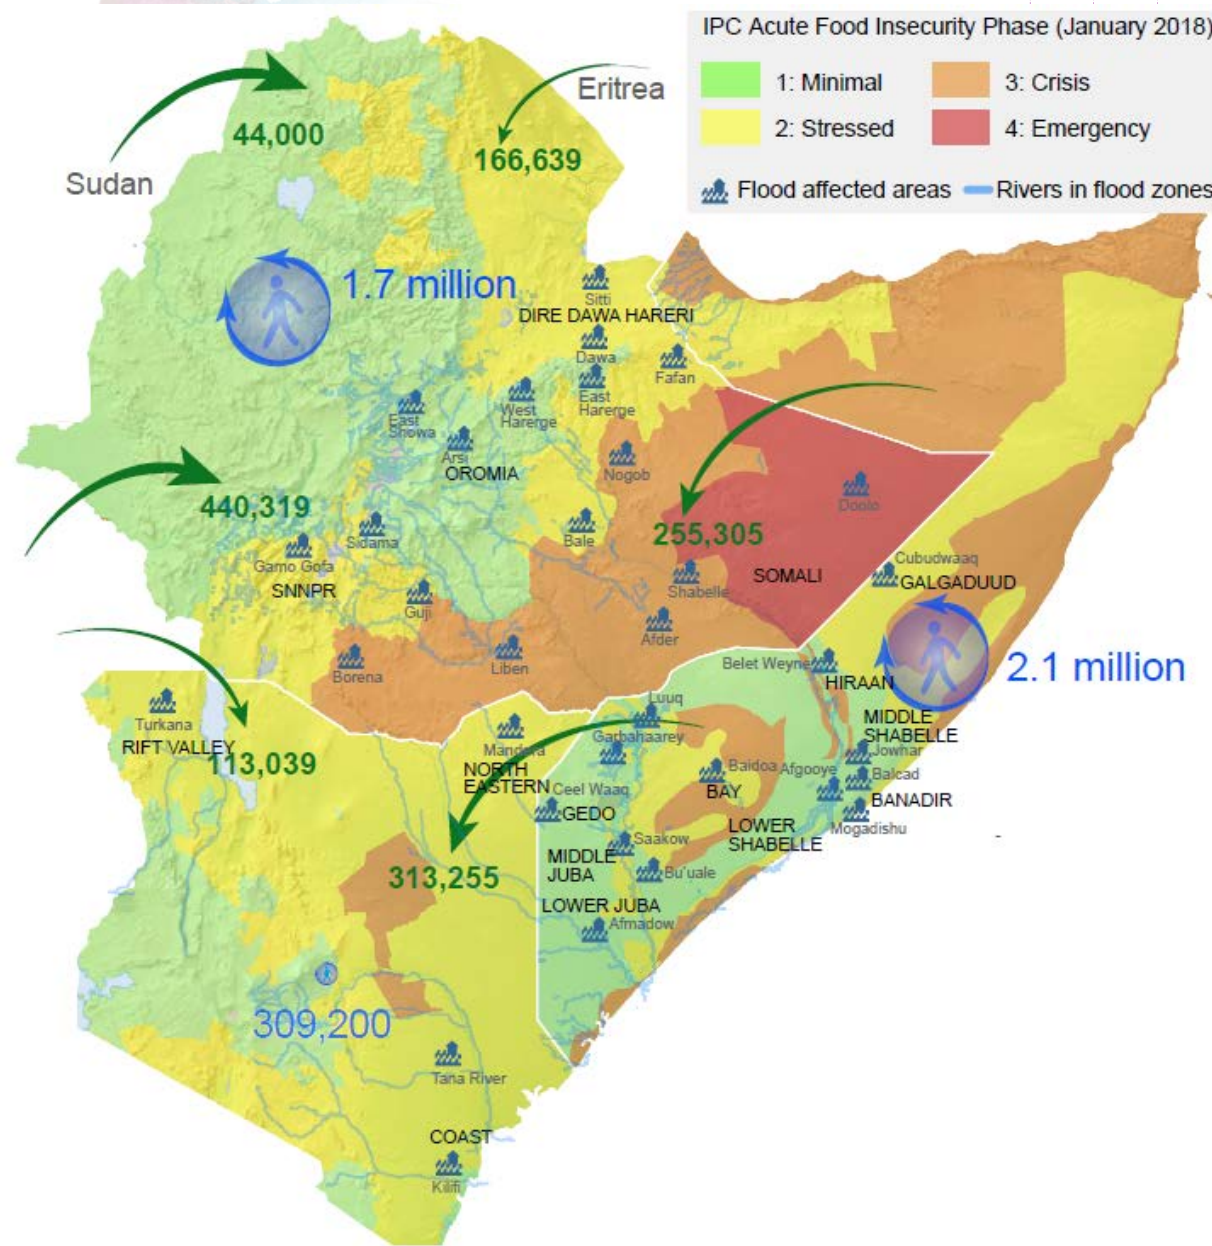 IPC Acute Food Insecurity Phase (January 2018)
1: Minimal
3: Crisis
2: Stressed
4: Emergency
Flood affected areas
Rivers in flood zones
Eritrea
44,000
166,639
Sudan
1.7 million
Sitti
DIRE DAWA HARERI
Dawa
Fafan
East
Harerge
West
Harerge
East
Showa
Arsi
OROMIA
Nogob
Doolo
440,319
255,305
Sidama
Bale
Gamo Gofa
SNNPR
Guji
Shabelle
SOMALI
Cubudwaaq
GALGADUUD
Afder
Liben
Borena
Belet Weyne
HIRAAN
2.1 million
Turkana
RIFT VALLEY
113,039
Mandera
NORTH
EASTERN
Luuq
Garbahaarey
MIDDLE
SHABELLE
Jowhar
Baidoa
Afgooye
Balcad
BAY
BANADIR
Ceel Waaq
GEDO
Mogadishu
LOWER
SHABELLE
Saakow
MIDDLE
JUBA
Bu'uale
313,255
LOWER JUBA
Afmadow
309,200
Tana River
COAST
Kilifi